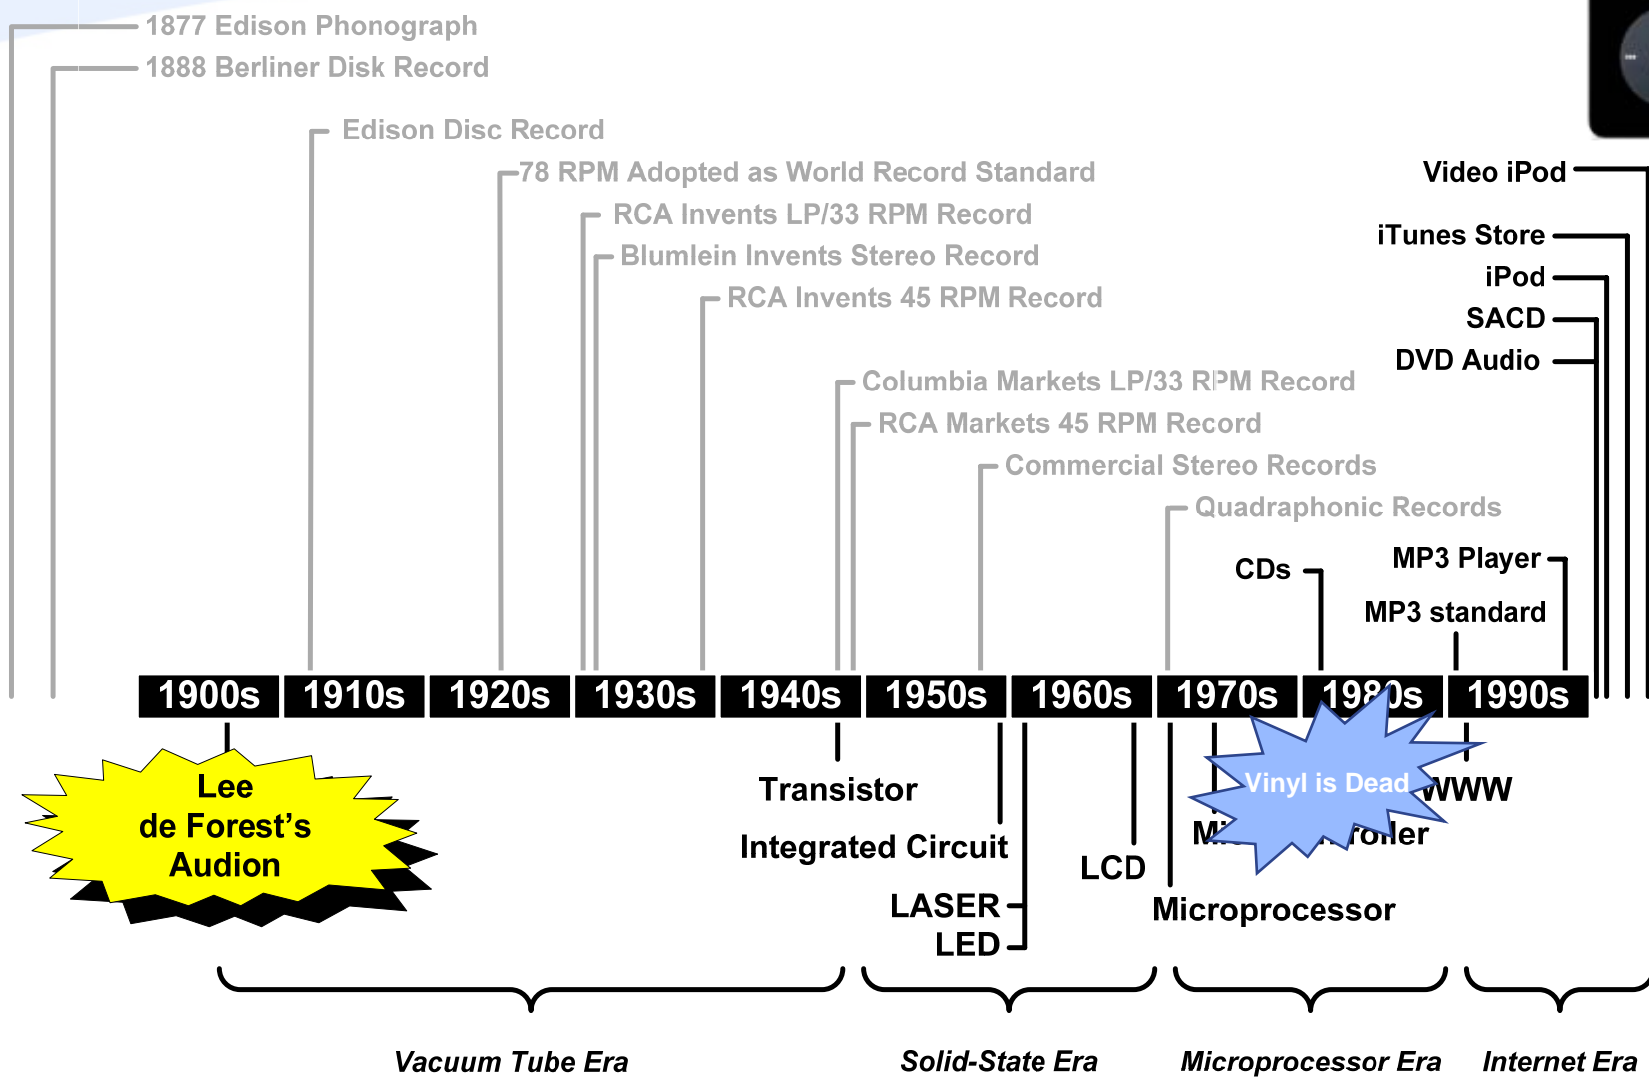 1877 Edison Phonograph
1888 Berliner Disk Record
Edison Disc Record
78 RPM Adopted as World Record Standard
Video iPod
RCA Invents LP/33 RPM Record
iTunes Store
Blumlein Invents Stereo Record
iPod
RCA Invents 45 RPM Record
SACD
DVD Audio
Columbia Markets LP/33 RPM Record
RCA Markets 45 RPM Record
Commercial Stereo Records
Quadraphonic Records
CDs
MP3 Player
MP3 standard
1900s 1910s 1920s 1930s 1940s 1950s 1960s 1970s 1980s 1990s
Lee
de Forest's
Audion
Transistor
Vinyl is Dead
WWW
Integrated Circuit
LCD
LASER
Microprocessor
LED
Vacuum Tube Era
Solid-State Era
Microprocessor Era
Internet Era